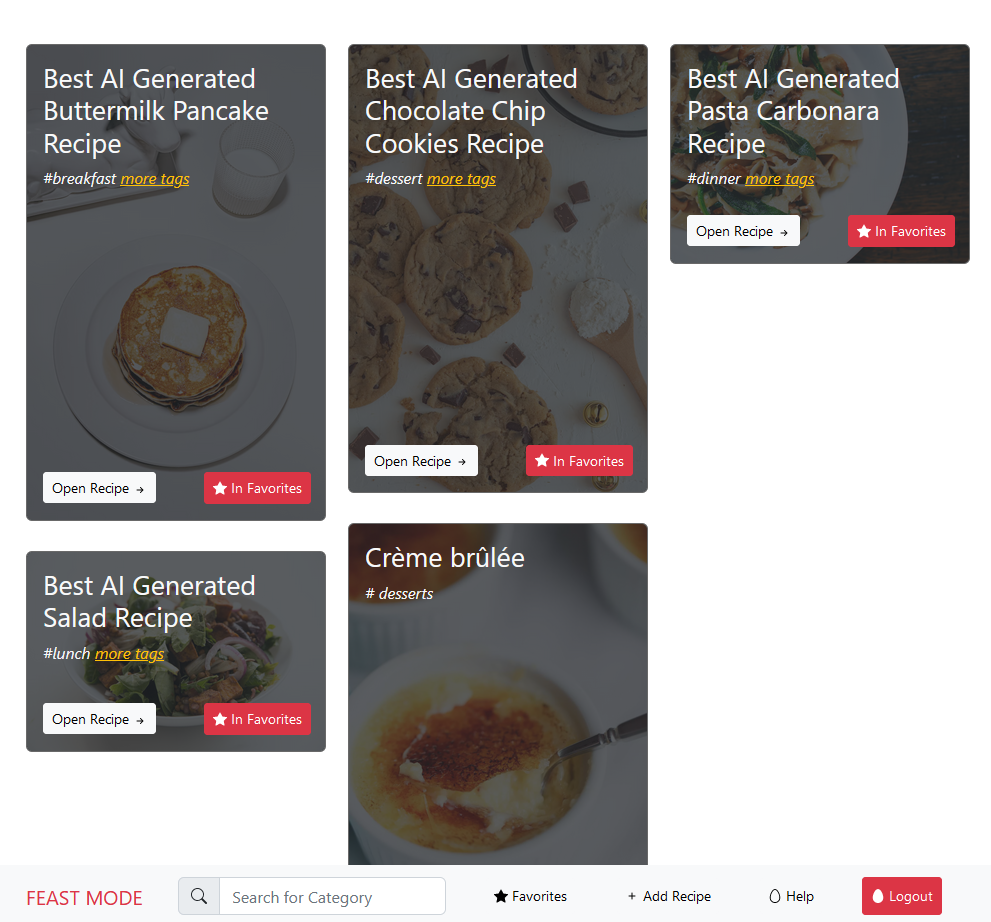 Best AI Generated
Buttermilk Pancake
Recipe
#breakfast more tags
Open Recipe →
In Favorites
Best AI Generated
Salad Recipe
#lunch more tags
Open Recipe →
In Favorites
Best AI Generated
Chocolate Chip
Cookies Recipe
#dessert more tags
Open Recipe →
In Favorites
Crème brûlée
# desserts
Best AI Generated
Pasta Carbonara
Recipe
#dinner more tags
Open Recipe →
In Favorites
FEAST MODE
Search for Category
Favorites
+ Add Recipe
Help
Logout